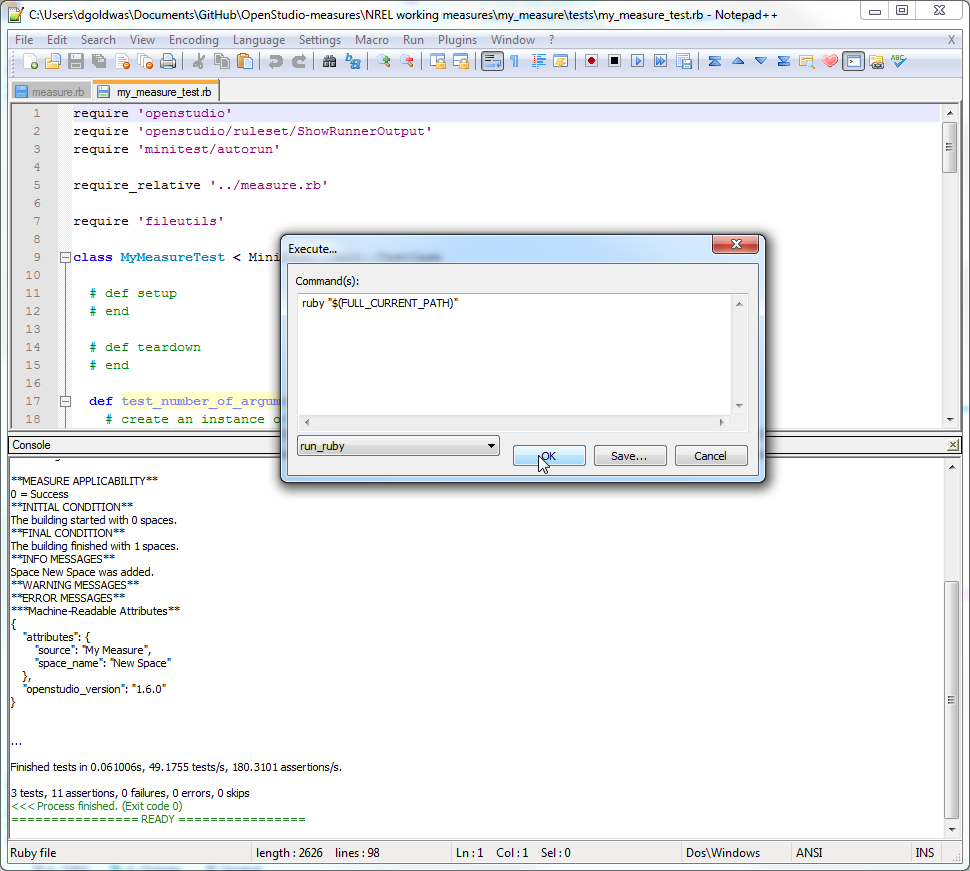 C:\Users\dgoldwas\Documents\GitHub\OpenStudio-measures\NREL working measures\my_measure\tests\my_measure_test.rb - Notepad++
File Edit Search View Encoding Language Settings Macro Run Plugins Window ? X
measure.rb my_measure_test.rb
1 require 'openstudio'
2 require 'openstudio/ruleset/ShowRunnerOutput'
3 require 'minitest/autorun'
4
5 require_relative '../measure.rb'
6
7 require 'fileutils'
8
9 class MyMeasureTest < Mini
10
11 # def setup
12 # end
13
14 # def teardown
15 # end
16
17 def test_number_of_argum
18 # create an instance o
Execute...
Command(s):
ruby "$(FULL_CURRENT_PATH)"
run_ruby
OK Save... Cancel
Console
**MEASURE APPLICABILITY**
0 = Success
**INITIAL CONDITION**
The building started with 0 spaces.
**FINAL CONDITION**
The building finished with 1 spaces.
**INFO MESSAGES**
Space New Space was added.
**WARNING MESSAGES**
**ERROR MESSAGES**
***Machine-Readable Attributes**
{
"attributes": {
"source": "My Measure",
"space_name": "New Space"
},
"openstudio_version": "1.6.0"
}
...
Finished tests in 0.061006s, 49.1755 tests/s, 180.3101 assertions/s.
3 tests, 11 assertions, 0 failures, 0 errors, 0 skips
<<< Process finished. (Exit code 0)
================ READY ================
Ruby file length : 2626 lines : 98 Ln : 1 Col : 1 Sel : 0 Dos\Windows ANSI INS